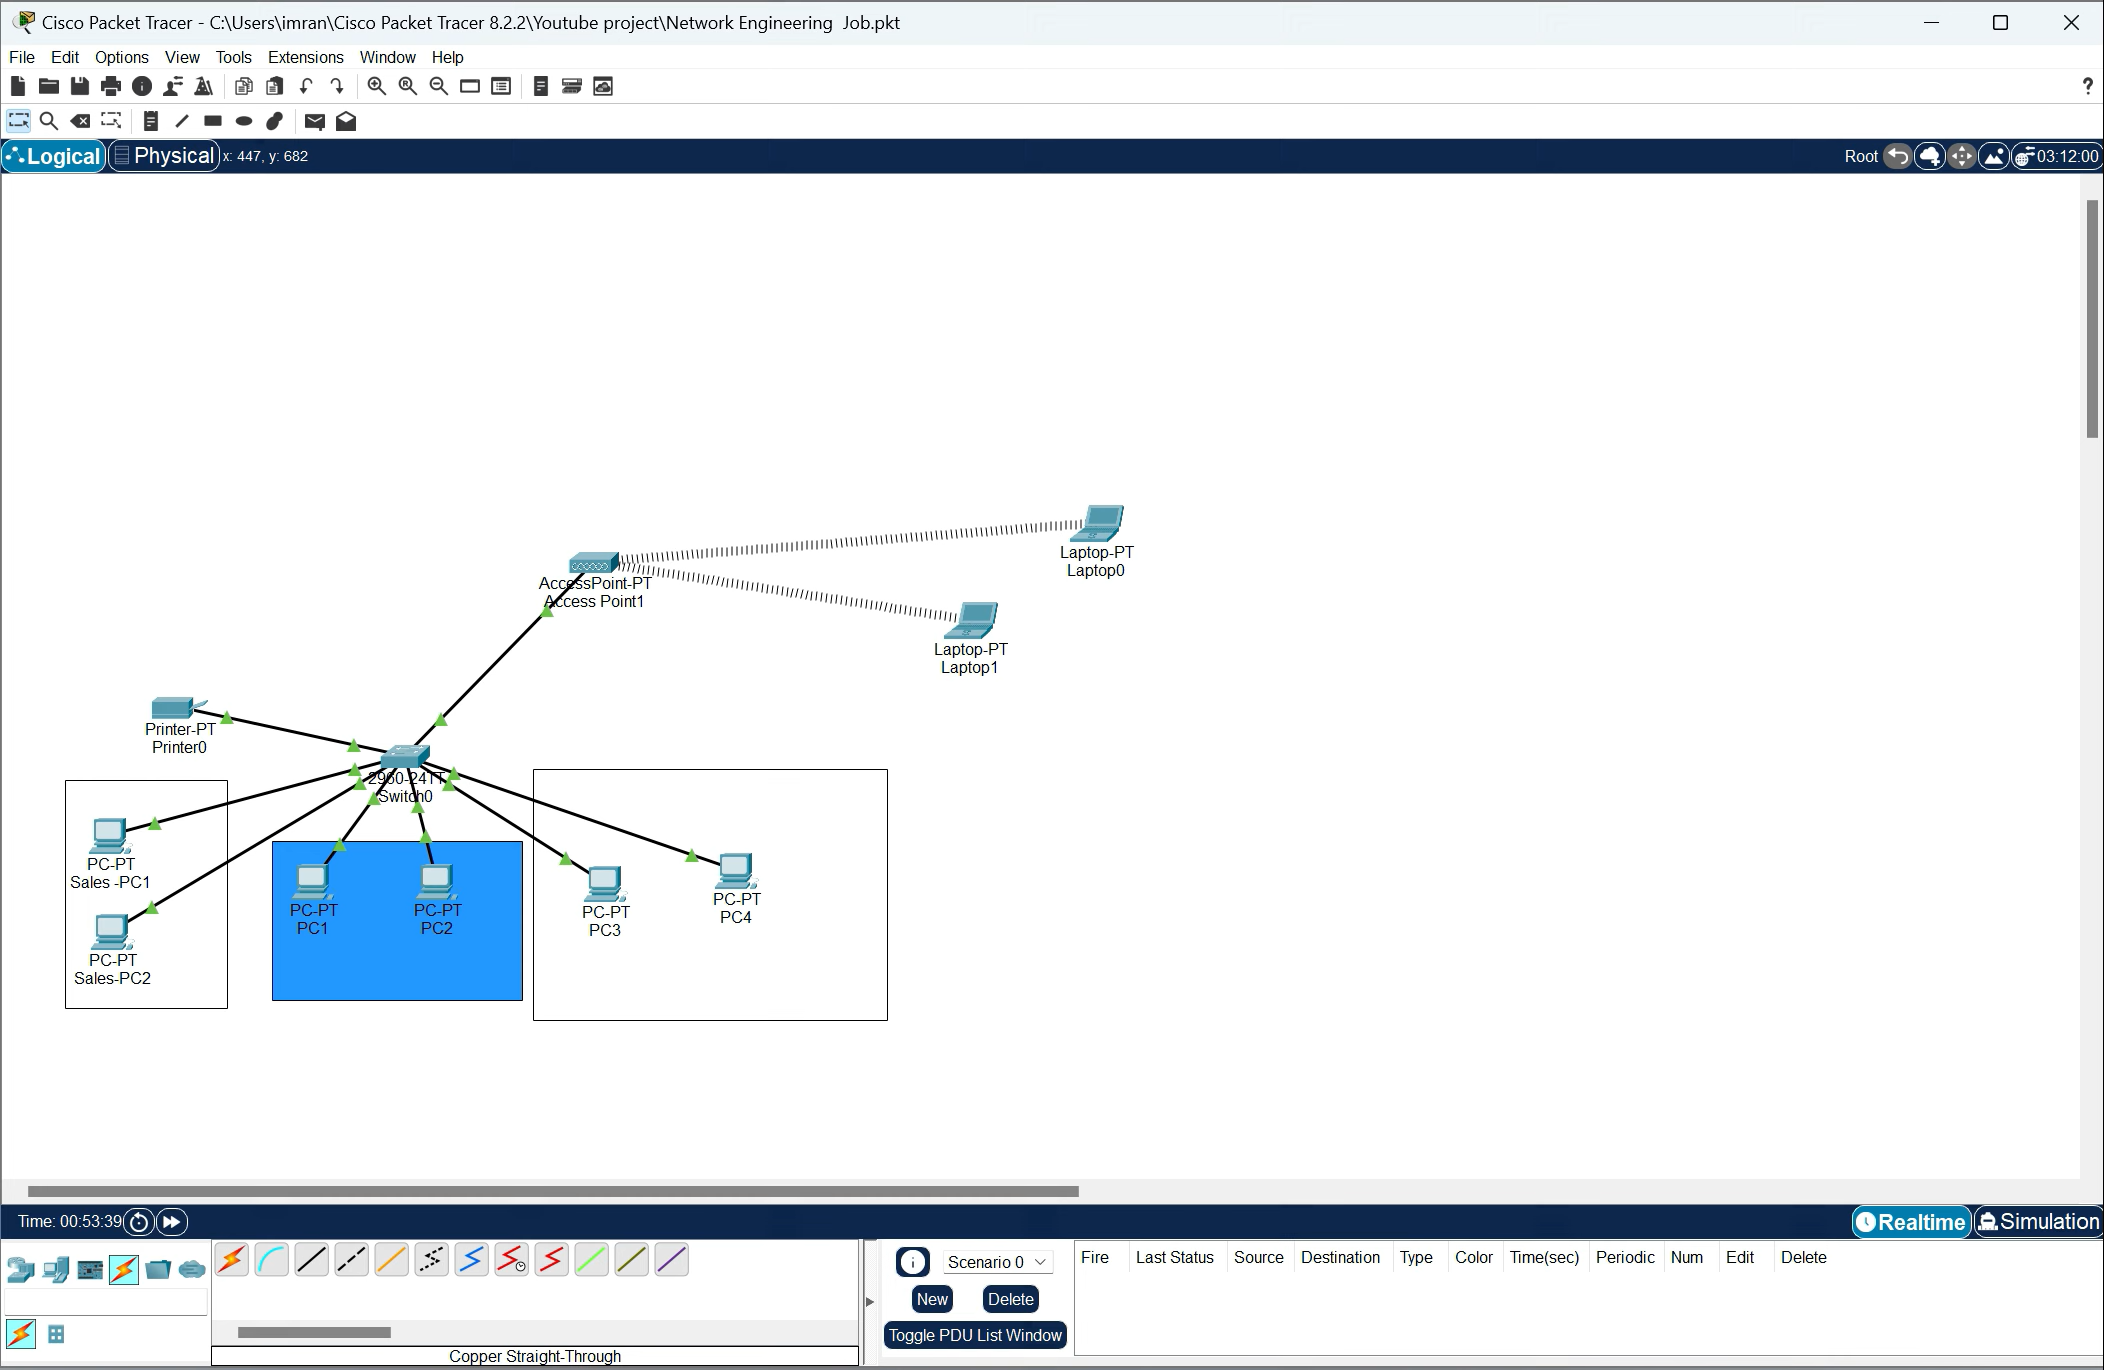 Cisco Packet Tracer - C:\Users\imran\Cisco Packet Tracer 8.2.2\Youtube project\Network Engineering  Job.pkt
File Edit Options View Tools Extensions Window Help
?
Logical Physical x: 447, y: 682 Root 03:12:00
Laptop-PT
Laptop0
AccessPoint-PT
Access Point1
Laptop-PT
Laptop1
Printer-PT
Printer0
2960-24TT
Switch0
PC-PT
Sales -PC1
PC-PT
Sales-PC2
PC-PT
PC1
PC-PT
PC2
PC-PT
PC3
PC-PT
PC4
Time: 00:53:39 Realtime Simulation
Scenario 0
New Delete
Toggle PDU List Window
Fire Last Status Source Destination Type Color Time(sec) Periodic Num Edit Delete
Copper Straight-Through